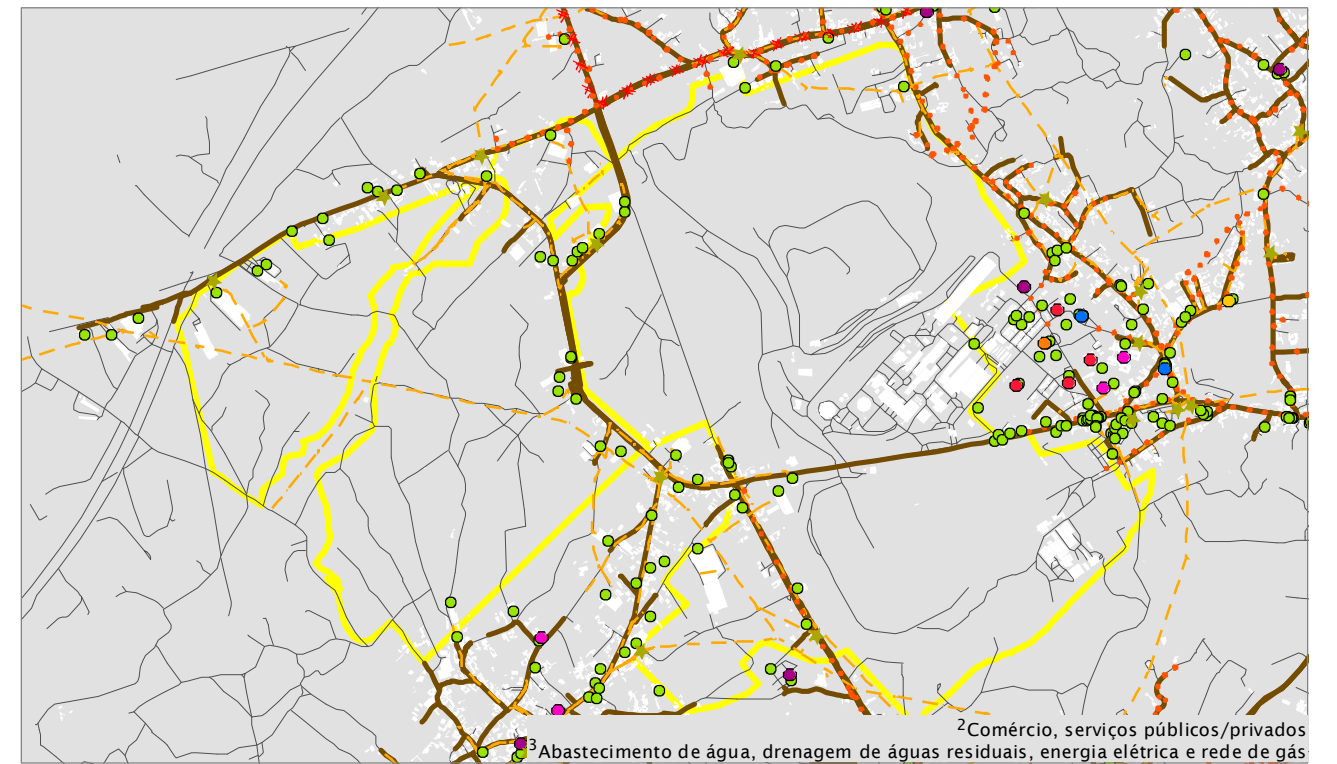 ²Comércio, serviços públicos/privados
³Abastecimento de água, drenagem de águas residuais, energia elétrica e rede de gás